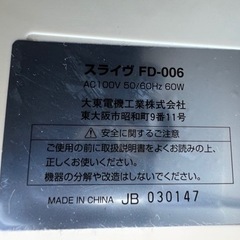 スライヴ FD-006
AC100V 50/60Hz 60W
大東電機工業株式会社
東大阪市昭和町9番11号
⚠安全に関するご注意
ご使用の前に取扱説明書をよくお読みの上、
正しくお使いください。
機器の分解や改造はしないでください。
MADE IN CHINA JB 030147